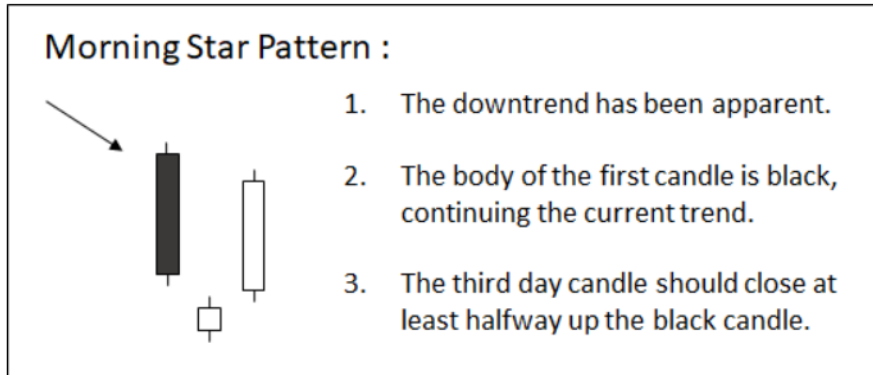 Morning Star Pattern :
1. The downtrend has been apparent.
2. The body of the first candle is black,
continuing the current trend.
3. The third day candle should close at
least halfway up the black candle.